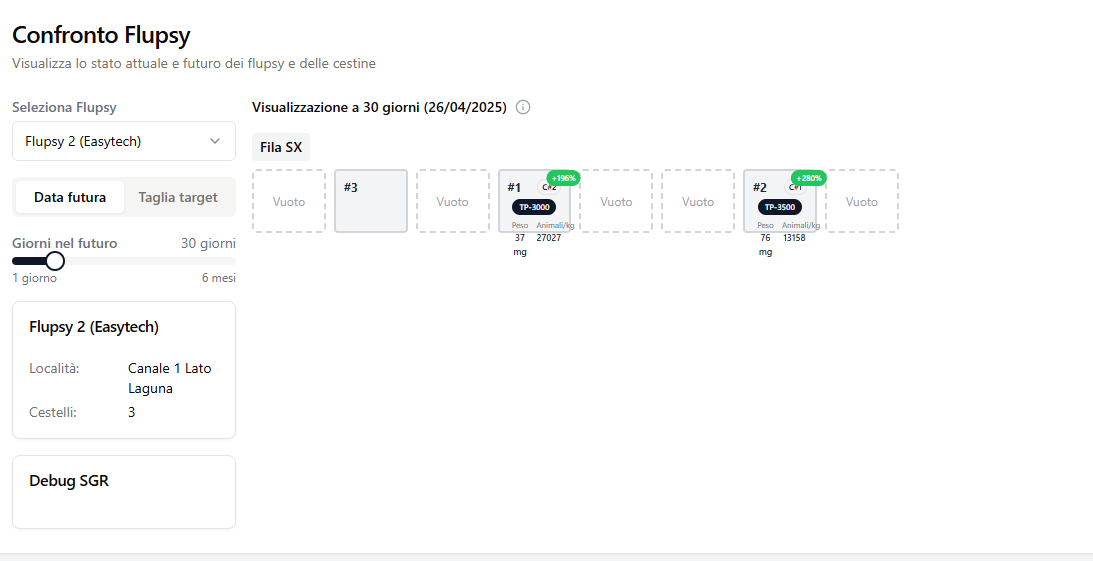 Confronto Flupsy
Visualizza lo stato attuale e futuro dei flupsy e delle cestine
Seleziona Flupsy
Flupsy 2 (Easytech)
Data futura
Taglia target
Giorni nel futuro
30 giorni
1 giorno
6 mesi
Flupsy 2 (Easytech)
Località:
Canale 1 Lato
Laguna
Cestelli:
3
Debug SGR
Visualizzazione a 30 giorni (26/04/2025)
Fila SX
Vuoto
#3
Vuoto
#1
C#2
+196%
TP-3000
Peso
Animali/kg
37
27027
mg
Vuoto
Vuoto
#2
C#1
+280%
TP-3500
Peso
Animali/kg
76
13158
mg
Vuoto